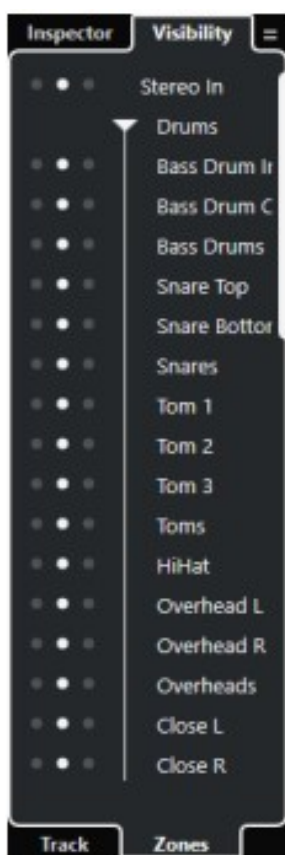 Inspector Visibility
Stereo In
Drums
Bass Drum Ir
Bass Drum C
Bass Drums
Snare Top
Snare Bottor
Snares
Tom 1
Tom 2
Tom 3
Toms
HiHat
Overhead L
Overhead R
Overheads
Close L
Close R
Track Zones